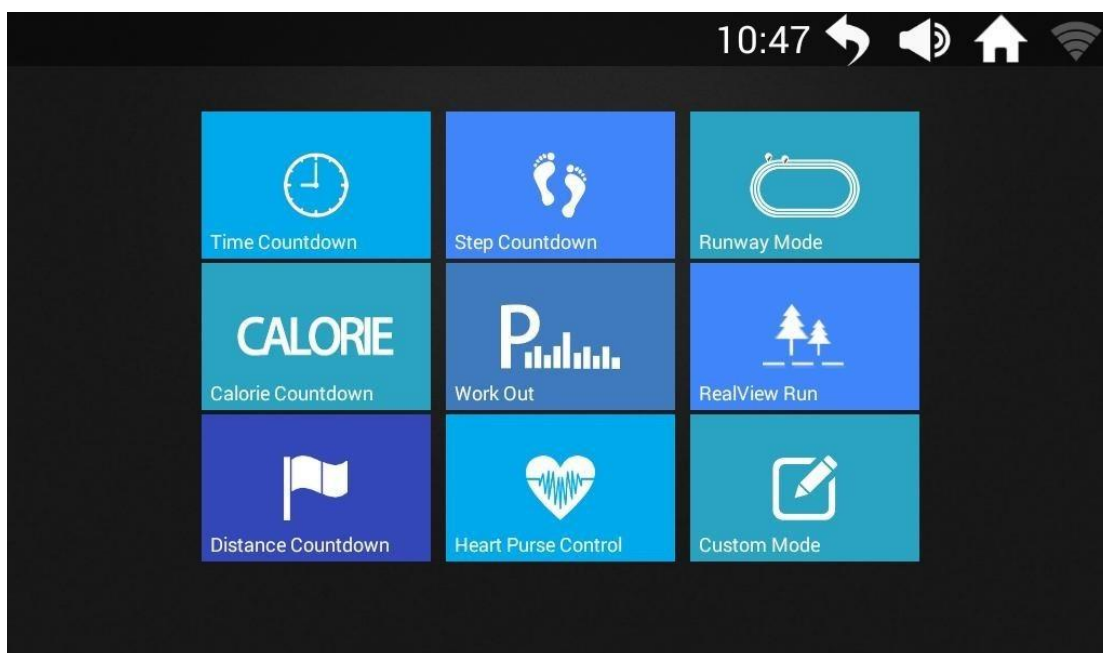 10:47
Time Countdown
Step Countdown
Runway Mode
CALORIE
Calorie Countdown
P
Work Out
RealView Run
Distance Countdown
Heart Purse Control
Custom Mode